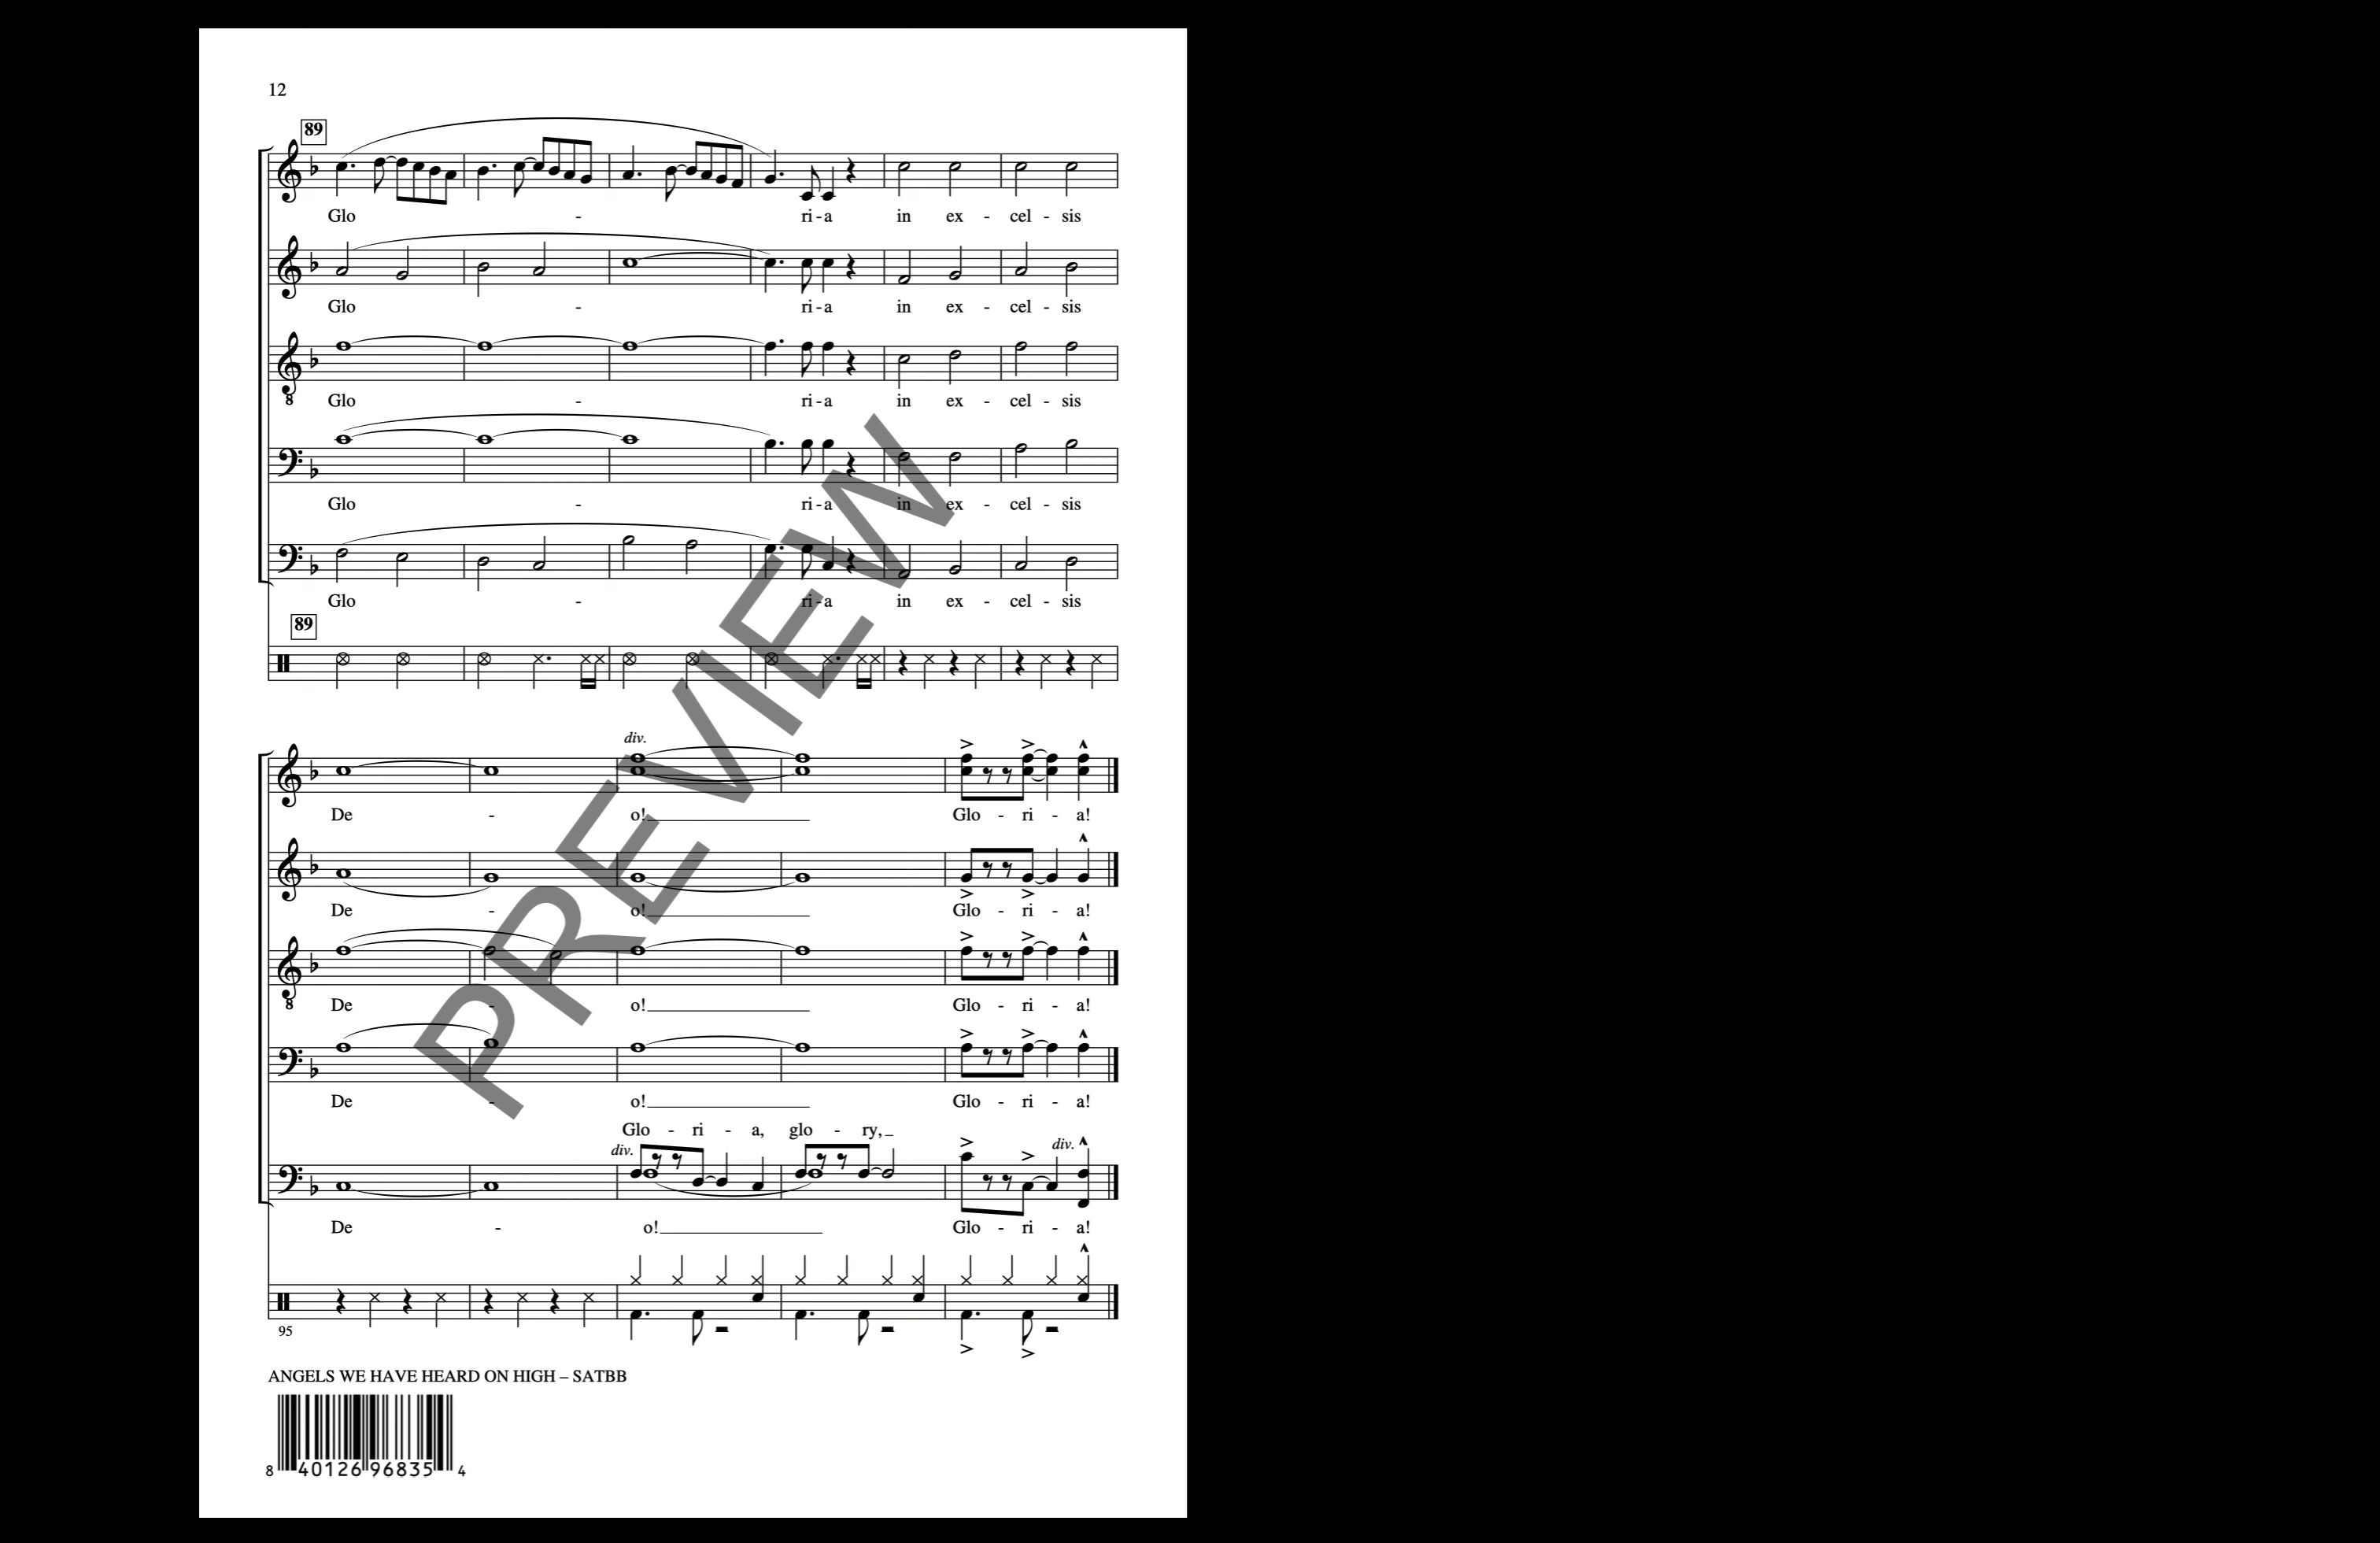 12
89
Glo - ri - a in ex - cel - sis
Glo - ri - a in ex - cel - sis
Glo - ri - a in ex - cel - sis
Glo - ri - a in ex - cel - sis
Glo - ri - a in ex - cel - sis
89
PREVIEW
div.
De - o! Glo - ri - a!
De - o! Glo - ri - a!
De - o! Glo - ri - a!
De - o! Glo - ri - a!
Glo - ri - a, glo - ry,
div. div.
De - o! Glo - ri - a!
95
ANGELS WE HAVE HEARD ON HIGH – SATBB
8 40126 96835 4